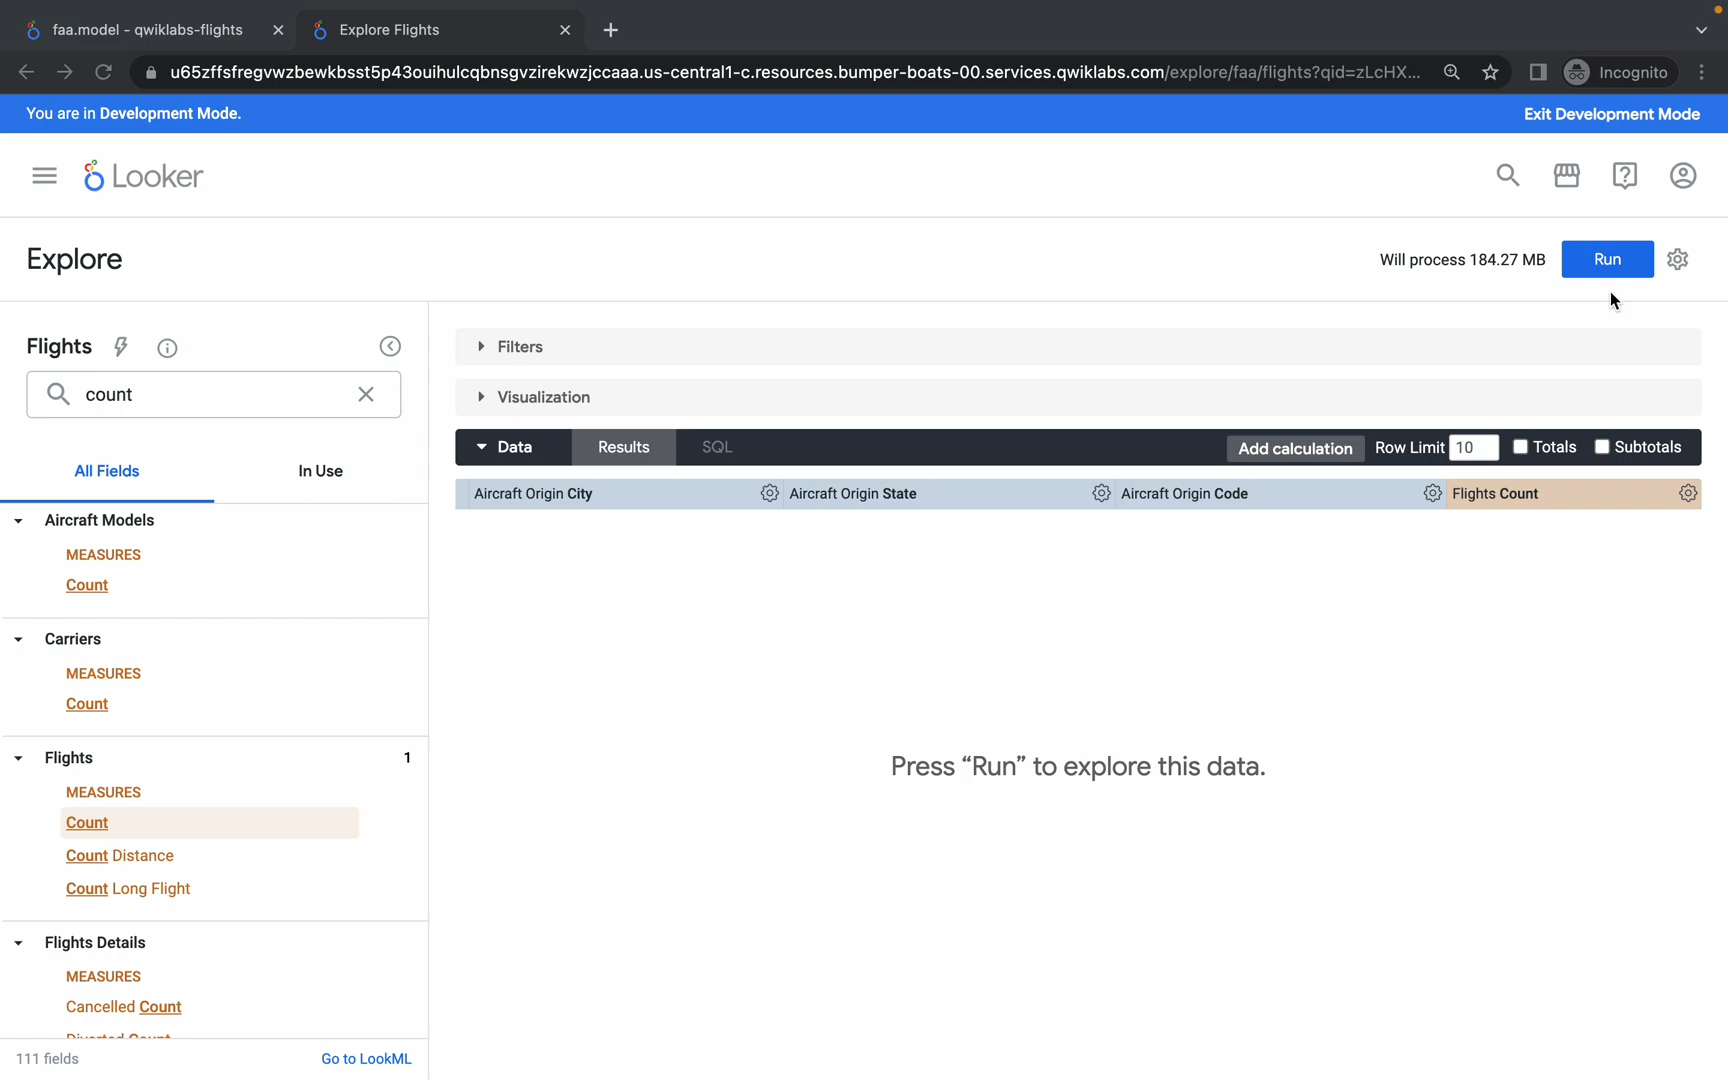 faa.model - qwiklabs-flights
Explore Flights
u65zffsfregvwzbewkbsst5p43ouihulcqbnsgvzirekwzjccaaa.us-central1-c.resources.bumper-boats-00.services.qwiklabs.com/explore/faa/flights?qid=zLcHX...
Incognito
You are in Development Mode.
Exit Development Mode
Looker
Explore
Will process 184.27 MB
Run
Flights
Filters
count
Visualization
Data
Results
SQL
Add calculation
Row Limit 10
Totals
Subtotals
All Fields
In Use
Aircraft Origin City
Aircraft Origin State
Aircraft Origin Code
Flights Count
Aircraft Models
MEASURES
Count
Carriers
MEASURES
Count
Flights 1
MEASURES
Count
Count Distance
Count Long Flight
Press “Run” to explore this data.
Flights Details
MEASURES
Cancelled Count
Diverted Count
111 fields
Go to LookML